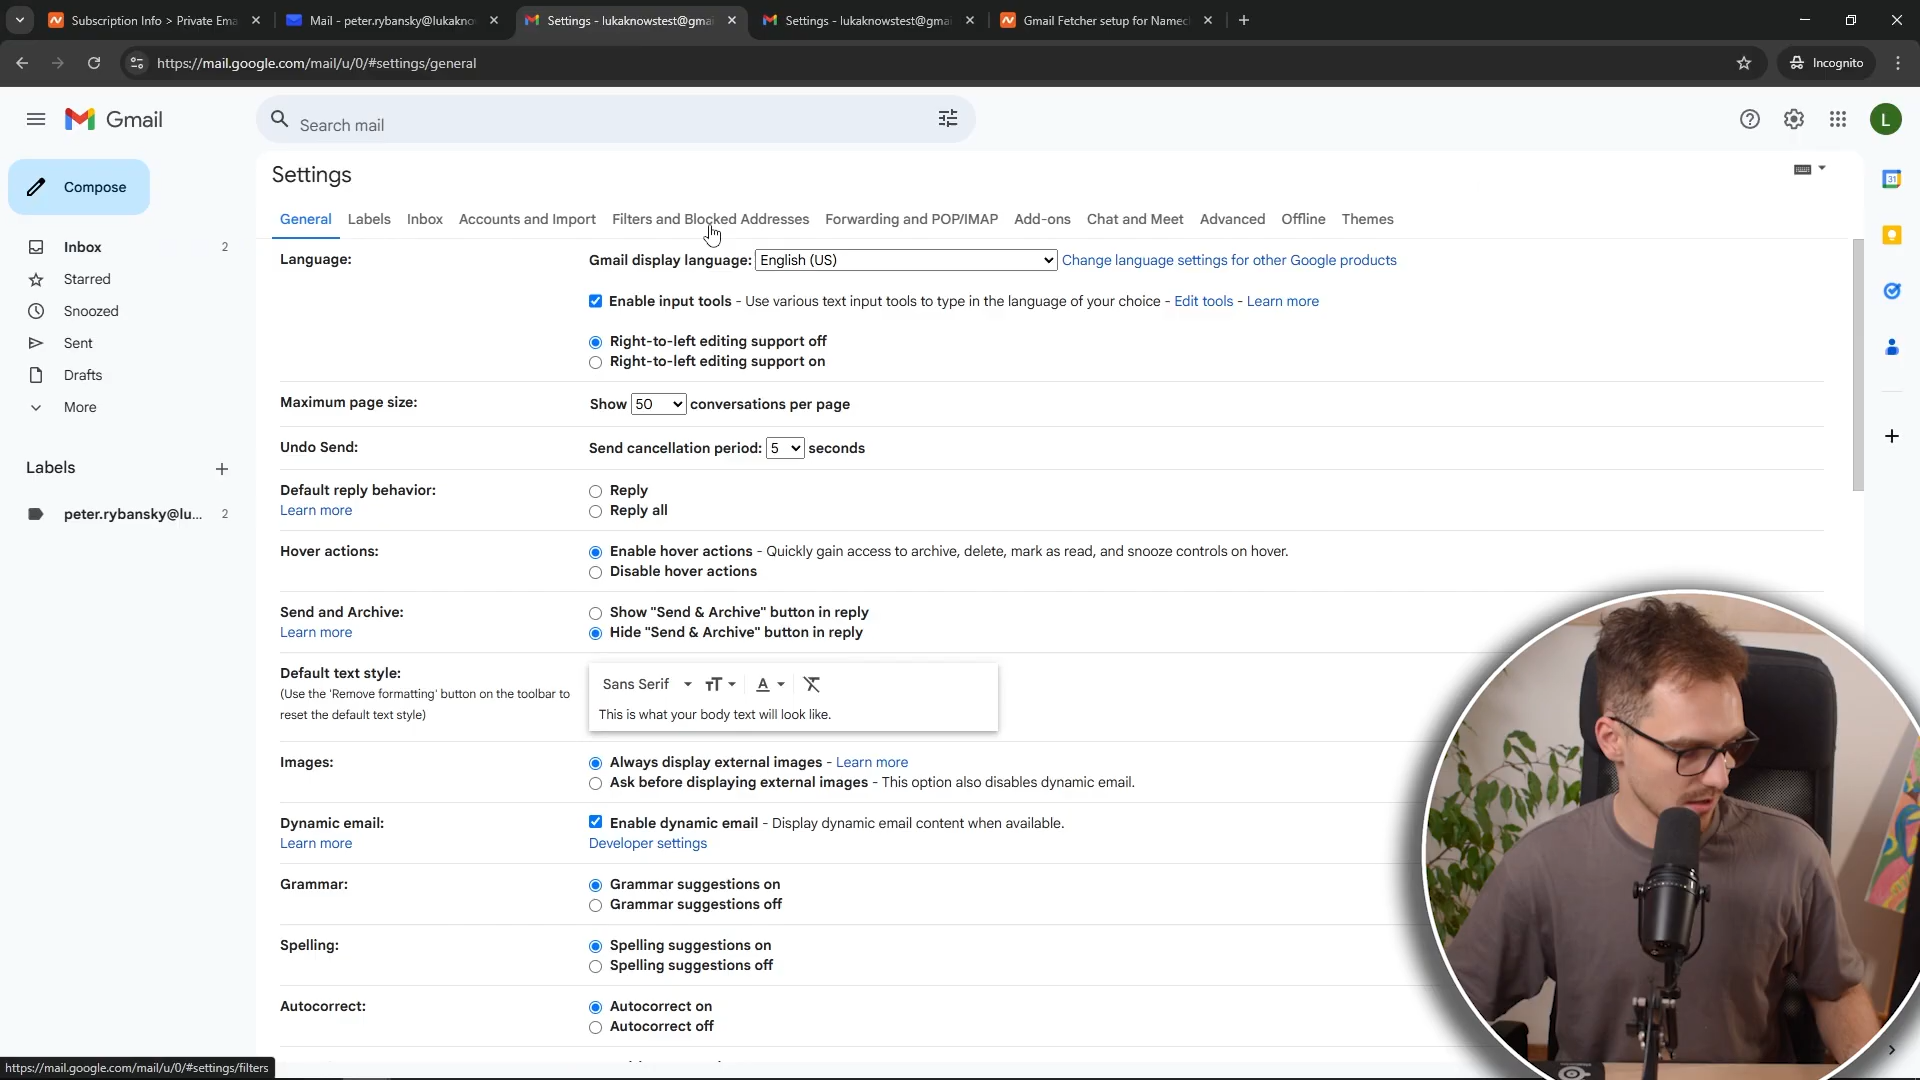 Subscription Info > Private Ema
Mail - peter.rybansky@lukakno
Settings - lukaknowstest@gmai
Settings - lukaknowstest@gmai
Gmail Fetcher setup for Namec
https://mail.google.com/mail/u/0/#settings/general
Incognito
Gmail
Search mail
L
Compose
Inbox 2
Starred
Snoozed
Sent
Drafts
More
Labels
peter.rybansky@lu... 2
Settings
General Labels Inbox Accounts and Import Filters and Blocked Addresses Forwarding and POP/IMAP Add-ons Chat and Meet Advanced Offline Themes
Language: Gmail display language: English (US) Change language settings for other Google products
Enable input tools - Use various text input tools to type in the language of your choice - Edit tools - Learn more
Right-to-left editing support off
Right-to-left editing support on
Maximum page size: Show 50 conversations per page
Undo Send: Send cancellation period: 5 seconds
Default reply behavior: Reply
Learn more Reply all
Hover actions: Enable hover actions - Quickly gain access to archive, delete, mark as read, and snooze controls on hover.
Disable hover actions
Send and Archive: Show "Send & Archive" button in reply
Learn more Hide "Send & Archive" button in reply
Default text style:
(Use the 'Remove formatting' button on the toolbar to
reset the default text style)
Sans Serif
This is what your body text will look like.
Images: Always display external images - Learn more
Ask before displaying external images - This option also disables dynamic email.
Dynamic email: Enable dynamic email - Display dynamic email content when available.
Learn more Developer settings
Grammar: Grammar suggestions on
Grammar suggestions off
Spelling: Spelling suggestions on
Spelling suggestions off
Autocorrect: Autocorrect on
Autocorrect off
31
https://mail.google.com/mail/u/0/#settings/filters